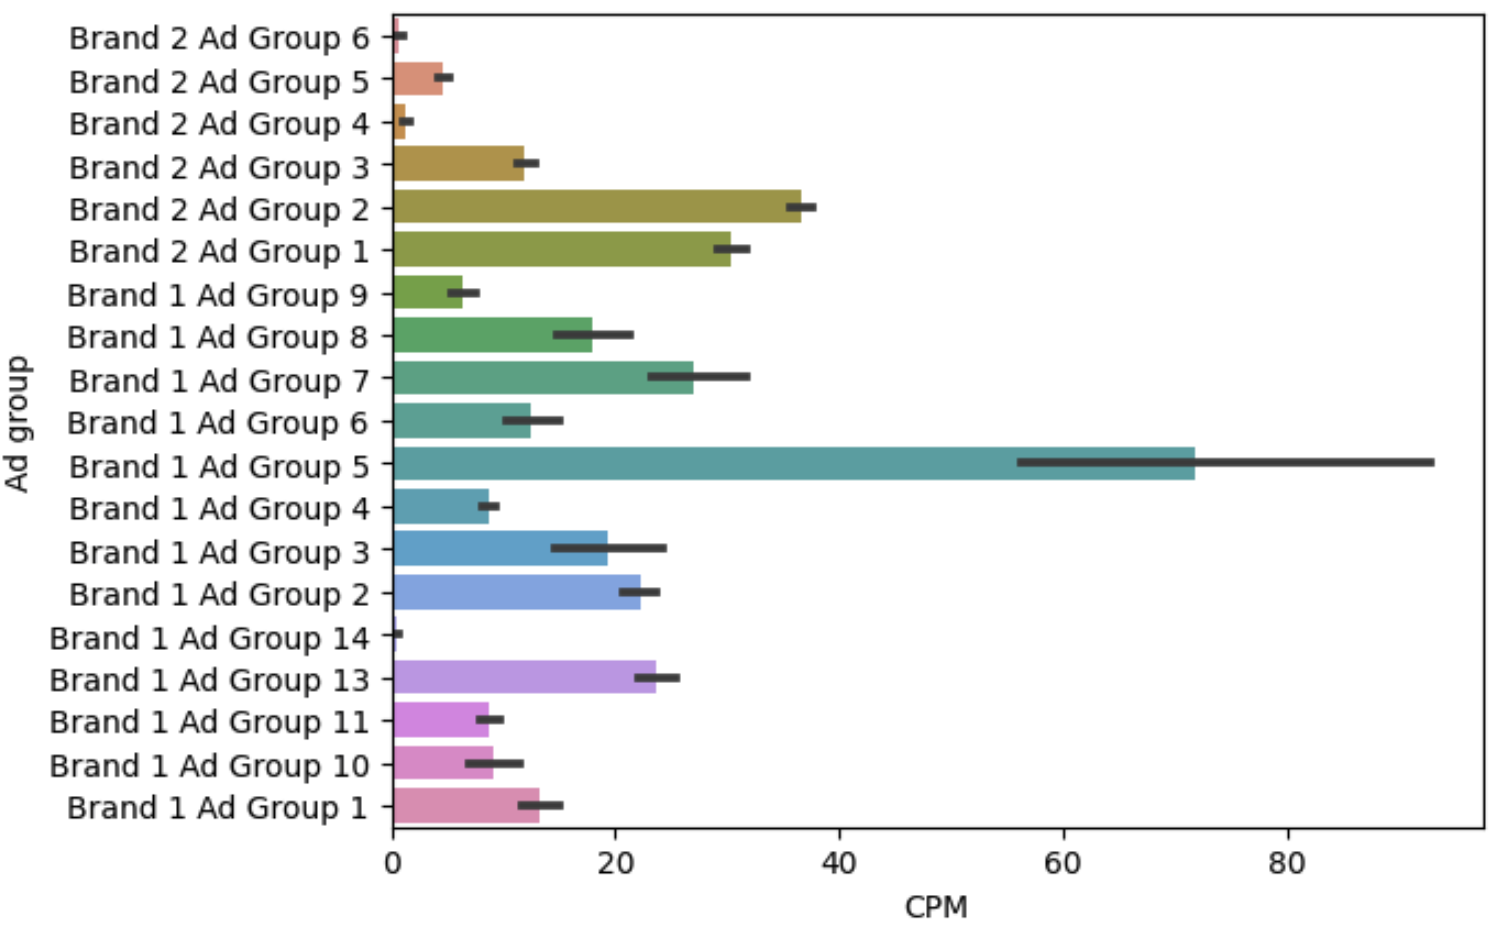 Brand 2 Ad Group 6
Brand 2 Ad Group 5
Brand 2 Ad Group 4
Brand 2 Ad Group 3
Brand 2 Ad Group 2
Brand 2 Ad Group 1
Brand 1 Ad Group 9
Brand 1 Ad Group 8
Brand 1 Ad Group 7
Brand 1 Ad Group 6
Brand 1 Ad Group 5
Brand 1 Ad Group 4
Brand 1 Ad Group 3
Brand 1 Ad Group 2
Brand 1 Ad Group 14
Brand 1 Ad Group 13
Brand 1 Ad Group 11
Brand 1 Ad Group 10
Brand 1 Ad Group 1
Ad group
0 20 40 60 80
CPM